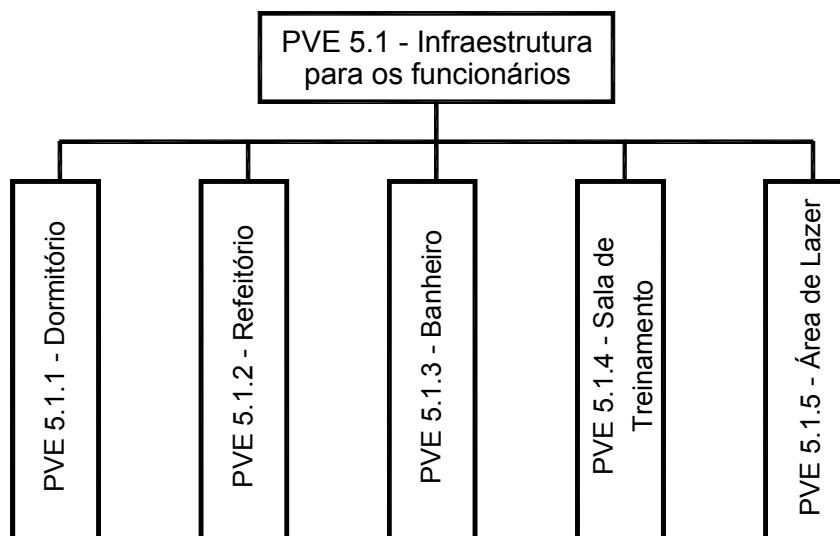 PVE 5.1 - Infraestrutura
para os funcionários
PVE 5.1.1 - Dormitório
PVE 5.1.2 - Refeitório
PVE 5.1.3 - Banheiro
PVE 5.1.4 - Sala de
Treinamento
PVE 5.1.5 - Área de Lazer